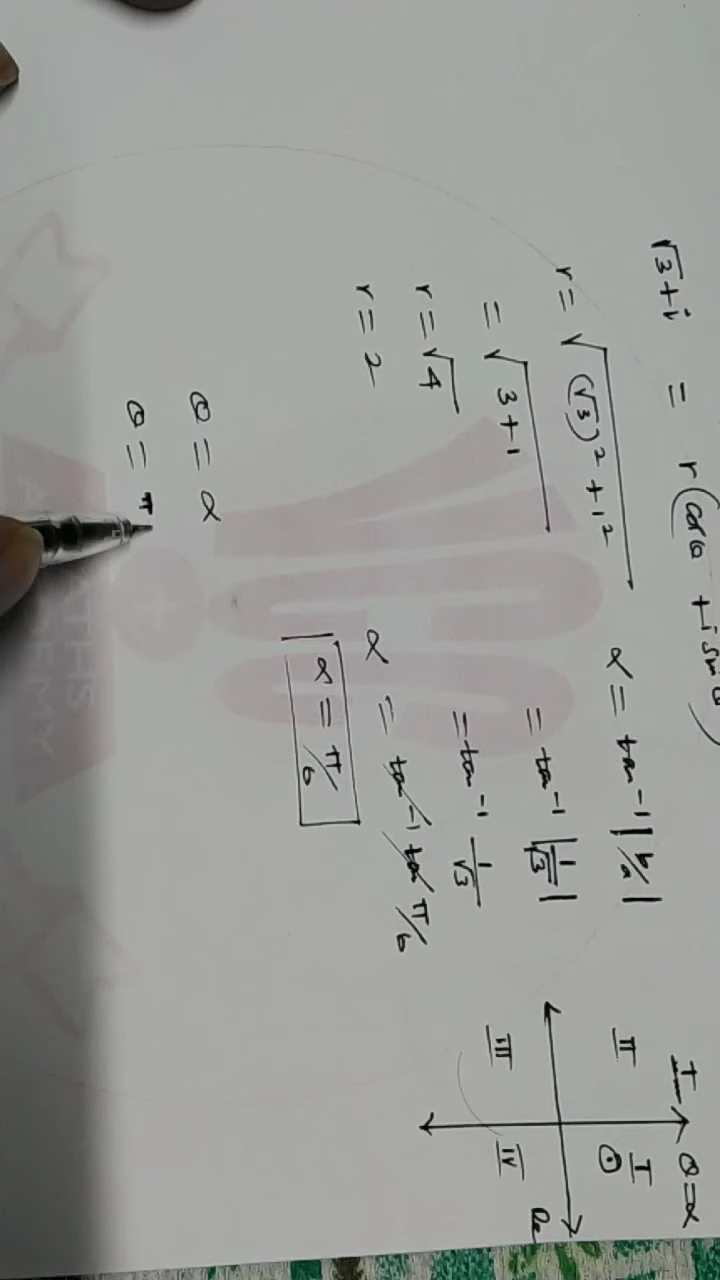 √3+i = r(cosθ + i sinθ)
r = √((√3)² + 1²)
= √(3+1)
r = √4
r = 2
α = tan⁻¹|b/a|
= tan⁻¹|1/√3|
= tan⁻¹ 1/√3
α = tan⁻¹ tan π/6
α = π/6
θ = α
θ = π
I
θ=α
II
I
III
IV
Re